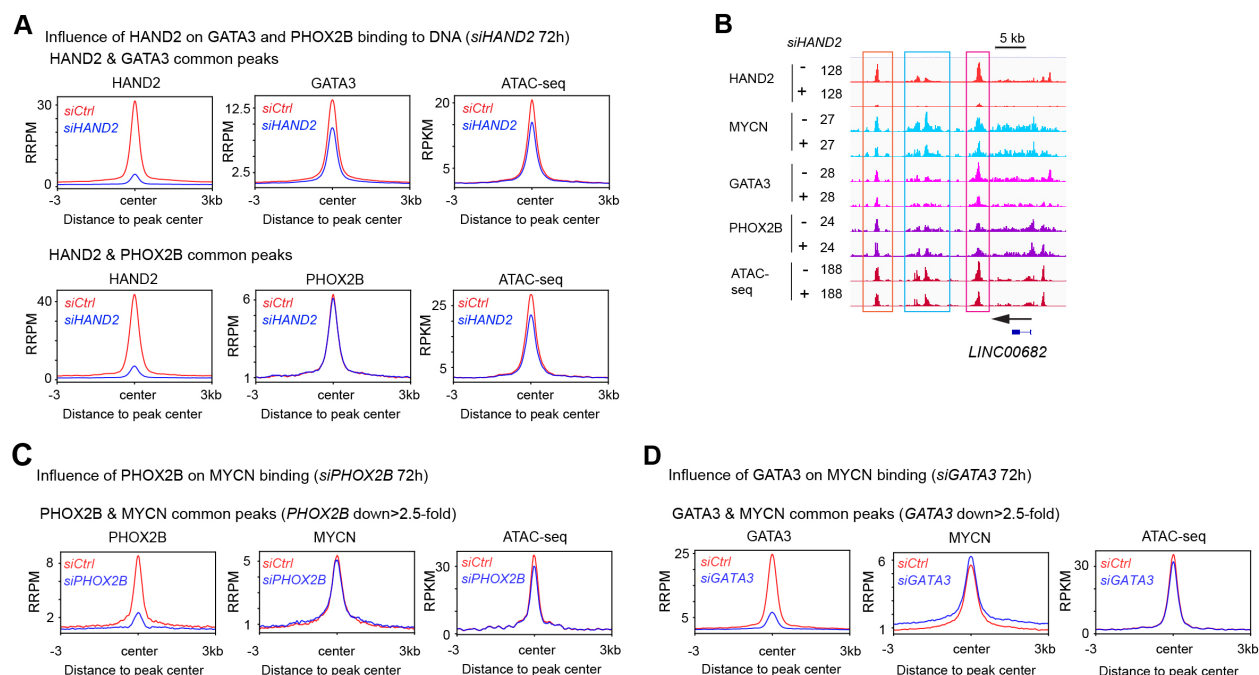 A
Influence of HAND2 on GATA3 and PHOX2B binding to DNA (siHAND2 72h)
HAND2 & GATA3 common peaks
HAND2
GATA3
ATAC-seq
30
0
RRPM
siCtrl
siHAND2
-3
center
3kb
Distance to peak center
12.5
2.5
RRPM
siCtrl
siHAND2
-3
center
3kb
Distance to peak center
20
5
RPKM
siCtrl
siHAND2
-3
center
3kb
Distance to peak center
HAND2 & PHOX2B common peaks
HAND2
PHOX2B
ATAC-seq
40
0
RRPM
siCtrl
siHAND2
-3
center
3kb
Distance to peak center
6
1
RRPM
siCtrl
siHAND2
-3
center
3kb
Distance to peak center
25
5
RPKM
siCtrl
siHAND2
-3
center
3kb
Distance to peak center
B
siHAND2
5 kb
HAND2
- 128
+ 128
MYCN
- 27
+ 27
GATA3
- 28
+ 28
PHOX2B
- 24
+ 24
ATAC-
seq
- 188
+ 188
LINC00682
C
Influence of PHOX2B on MYCN binding (siPHOX2B 72h)
PHOX2B & MYCN common peaks (PHOX2B down>2.5-fold)
PHOX2B
MYCN
ATAC-seq
8
2
RRPM
siCtrl
siPHOX2B
-3
center
3kb
Distance to peak center
5
1
RRPM
siCtrl
siPHOX2B
-3
center
3kb
Distance to peak center
30
0
RPKM
siCtrl
siPHOX2B
-3
center
3kb
Distance to peak center
D
Influence of GATA3 on MYCN binding (siGATA3 72h)
GATA3 & MYCN common peaks (GATA3 down>2.5-fold)
GATA3
MYCN
ATAC-seq
25
5
RRPM
siCtrl
siGATA3
-3
center
3kb
Distance to peak center
6
1
RRPM
siCtrl
siGATA3
-3
center
3kb
Distance to peak center
30
0
RPKM
siCtrl
siGATA3
-3
center
3kb
Distance to peak center